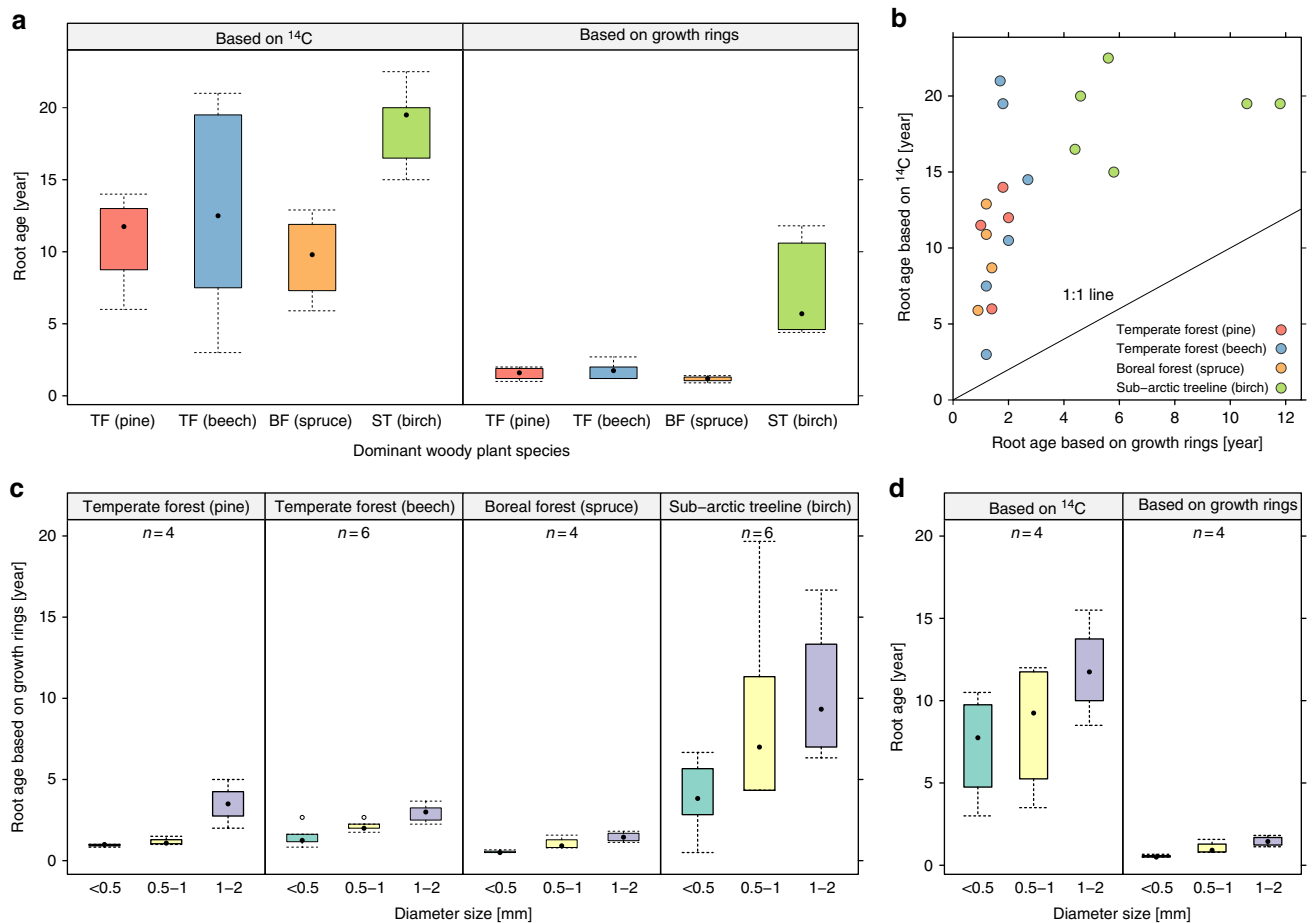 a
Based on ¹⁴C
Based on growth rings
Root age [year]
20
15
10
5
0
TF (pine)
TF (beech)
BF (spruce)
ST (birch)
TF (pine)
TF (beech)
BF (spruce)
ST (birch)
Dominant woody plant species
b
Root age based on ¹⁴C [year]
20
15
10
5
0
1:1 line
Temperate forest (pine)
Temperate forest (beech)
Boreal forest (spruce)
Sub-arctic treeline (birch)
0 2 4 6 8 10 12
Root age based on growth rings [year]
c
Temperate forest (pine)
Temperate forest (beech)
Boreal forest (spruce)
Sub-arctic treeline (birch)
n=4
n=6
n=4
n=6
Root age based on growth rings [year]
20
15
10
5
0
<0.5 0.5–1 1–2
<0.5 0.5–1 1–2
<0.5 0.5–1 1–2
<0.5 0.5–1 1–2
Diameter size [mm]
d
Based on ¹⁴C
Based on growth rings
n=4
n=4
Root age [year]
20
15
10
5
0
<0.5 0.5–1 1–2
<0.5 0.5–1 1–2
Diameter size [mm]